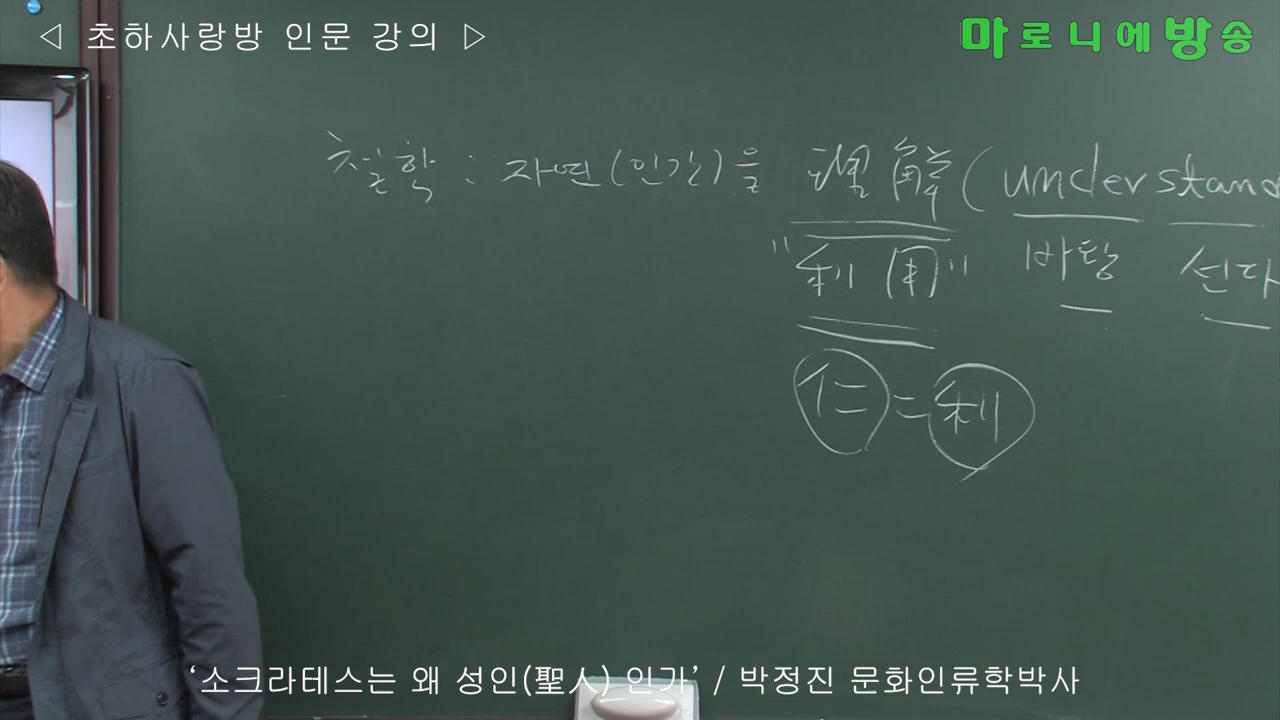 ◁ 초하사랑방 인문 강의 ▷
마로니에방송
철학 : 자연(인간)을 理解(understand
"利用" 바탕 선다
仁 = 利
‘소크라테스는 왜 성인(聖人) 인가’ / 박정진 문화인류학박사